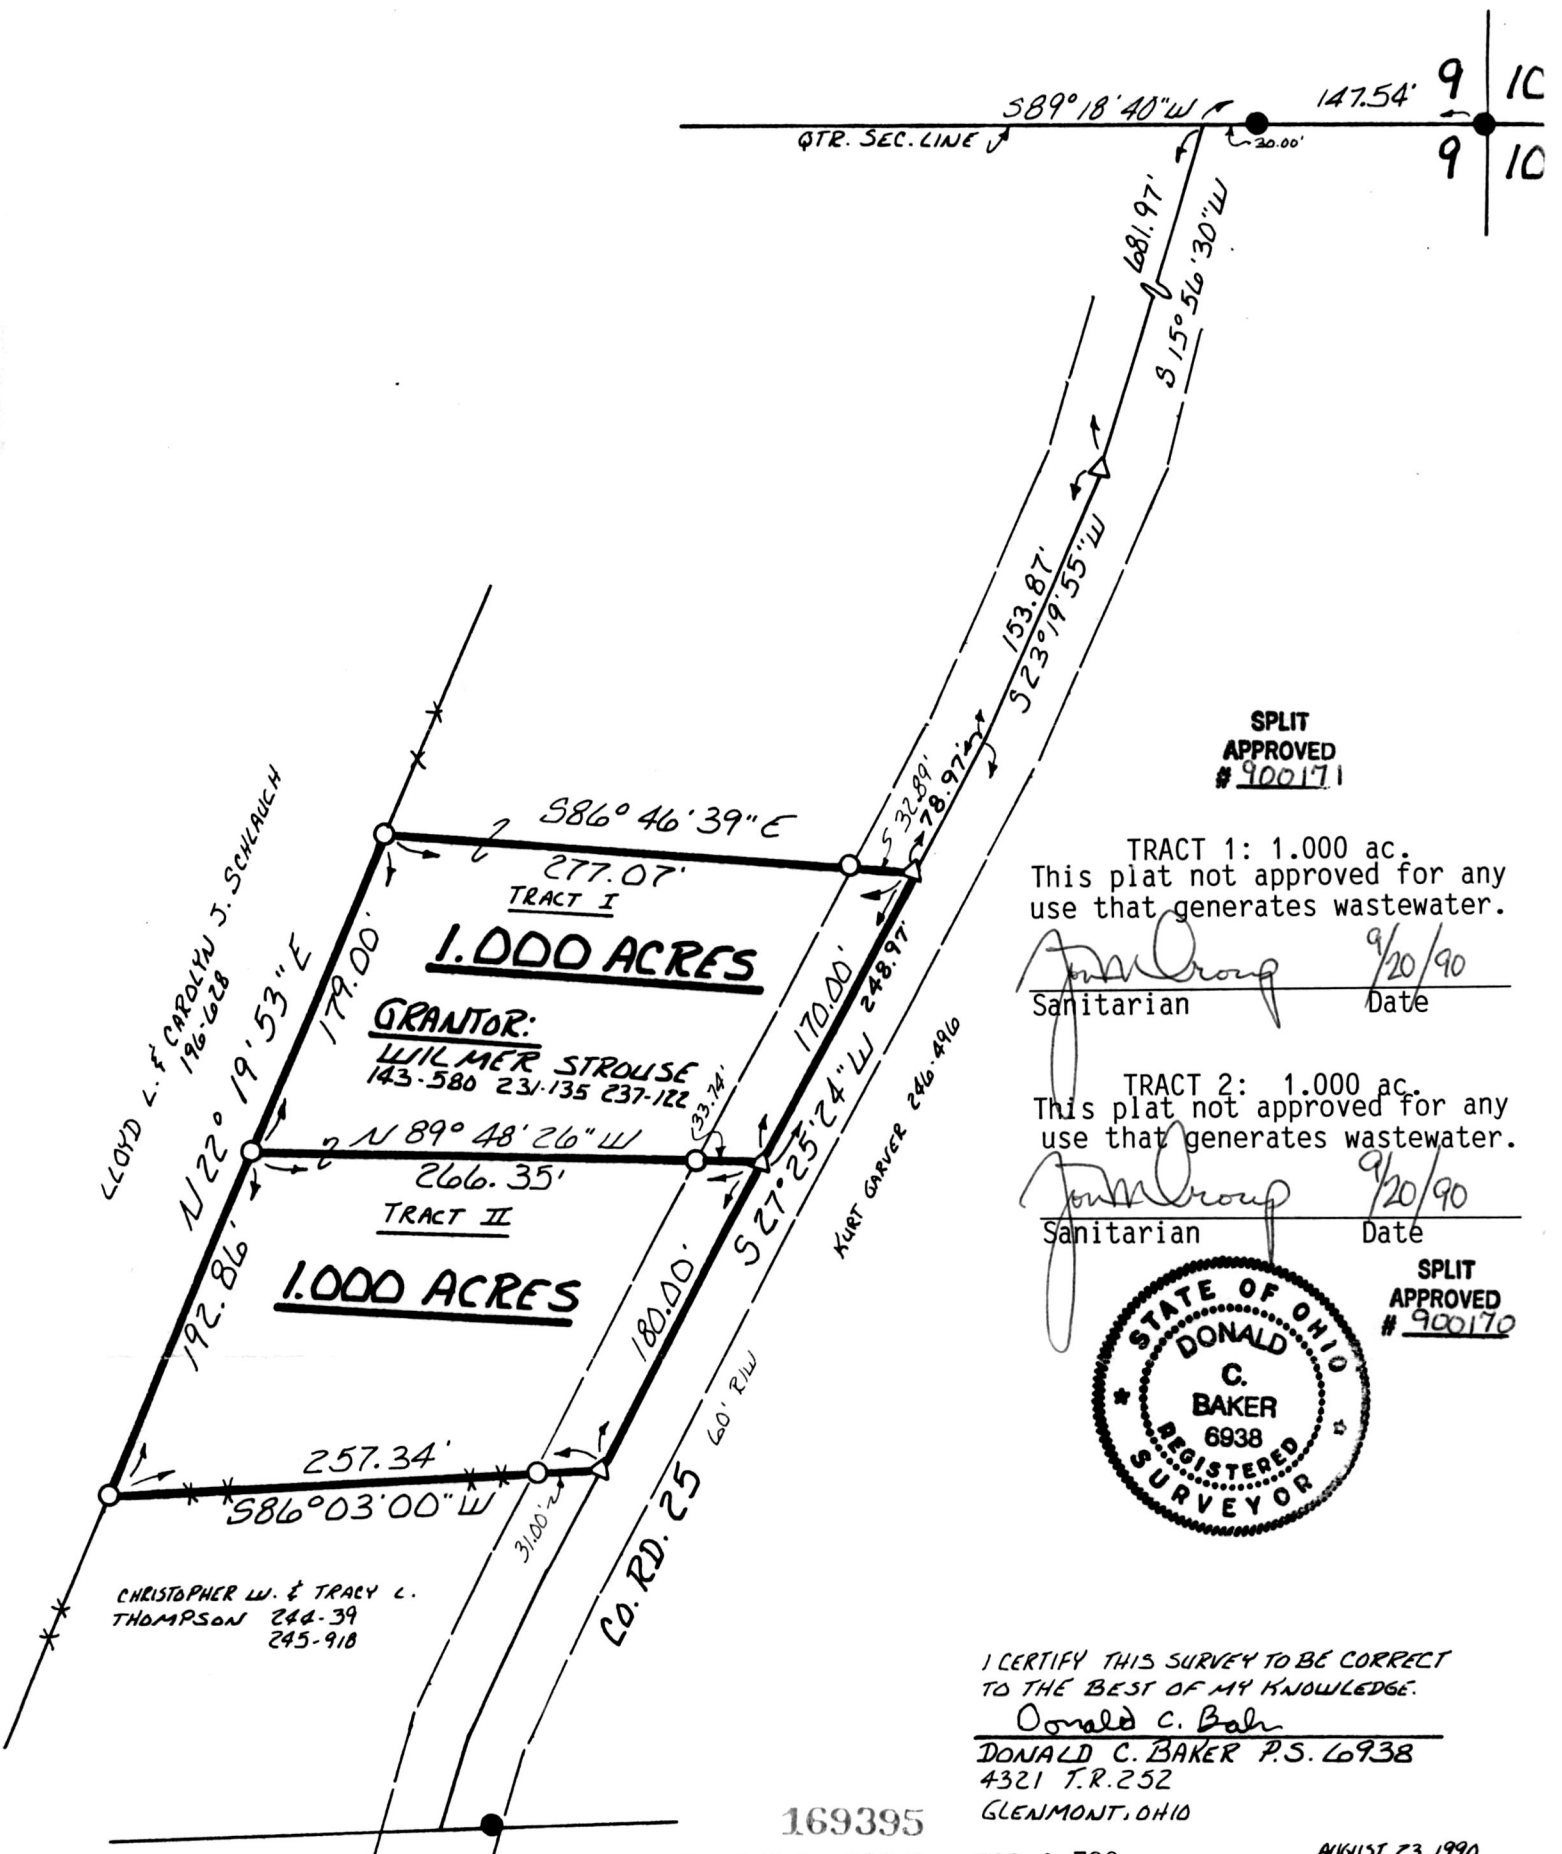 S89°18'40"W
147.54'
9
10
QTR. SEC. LINE
30.00'
9
10
681.97'
S 15°56'30"W
153.87'
S23°19'55"W
SPLIT
APPROVED
# 900171
32.89'
78.97'
S86°46'39"E
277.07'
TRACT I
1.000 ACRES
LLOYD L. & CAROLYN J. SCHLAUCH
196-628
N22°19'53"E
179.00'
170.00'
248.97'
S27°25'24"W
GRANTOR:
WILMER STROUSE
143-580 231-135 237-122
33.74'
KURT GARVER 246-496
TRACT 1: 1.000 ac.
This plat not approved for any
use that generates wastewater.
9/20/90
Sanitarian Date
N 89°48'26"W
266.35'
TRACT II
1.000 ACRES
192.86'
180.00'
60' R/W
TRACT 2: 1.000 ac.
This plat not approved for any
use that generates wastewater.
9/20/90
Sanitarian Date
SPLIT
APPROVED
# 900170
STATE OF OHIO
DONALD
C.
BAKER
6938
REGISTERED
SURVEYOR
257.34'
S86°03'00"W
31.00'
CO. RD. 25
CHRISTOPHER W. & TRACY L.
THOMPSON 244-39
245-918
I CERTIFY THIS SURVEY TO BE CORRECT
TO THE BEST OF MY KNOWLEDGE.
Donald C. Baker
DONALD C. BAKER P.S. 6938
4321 T.R. 252
GLENMONT, OHIO
169395
AUGUST 23, 1990